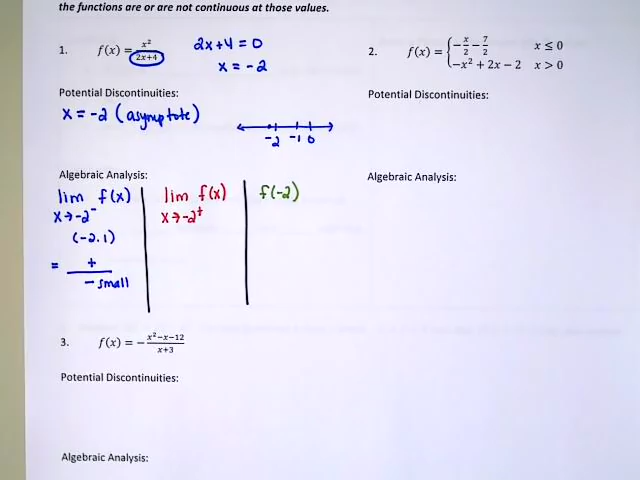 the functions are or are not continuous at those values.
1. f(x) = x²/(2x+4)
2x+4 = 0
x = -2
Potential Discontinuities:
x = -2 (asymptote)
-2 -1 0
Algebraic Analysis:
lim f(x) lim f(x) f(-2)
x→-2⁻ x→-2⁺
(-2.1)
= +/(- small)
2. f(x) = { -x/2 - 7/2 x ≤ 0
-x² + 2x - 2 x > 0
Potential Discontinuities:
Algebraic Analysis:
3. f(x) = -(x²-x-12)/(x+3)
Potential Discontinuities:
Algebraic Analysis: